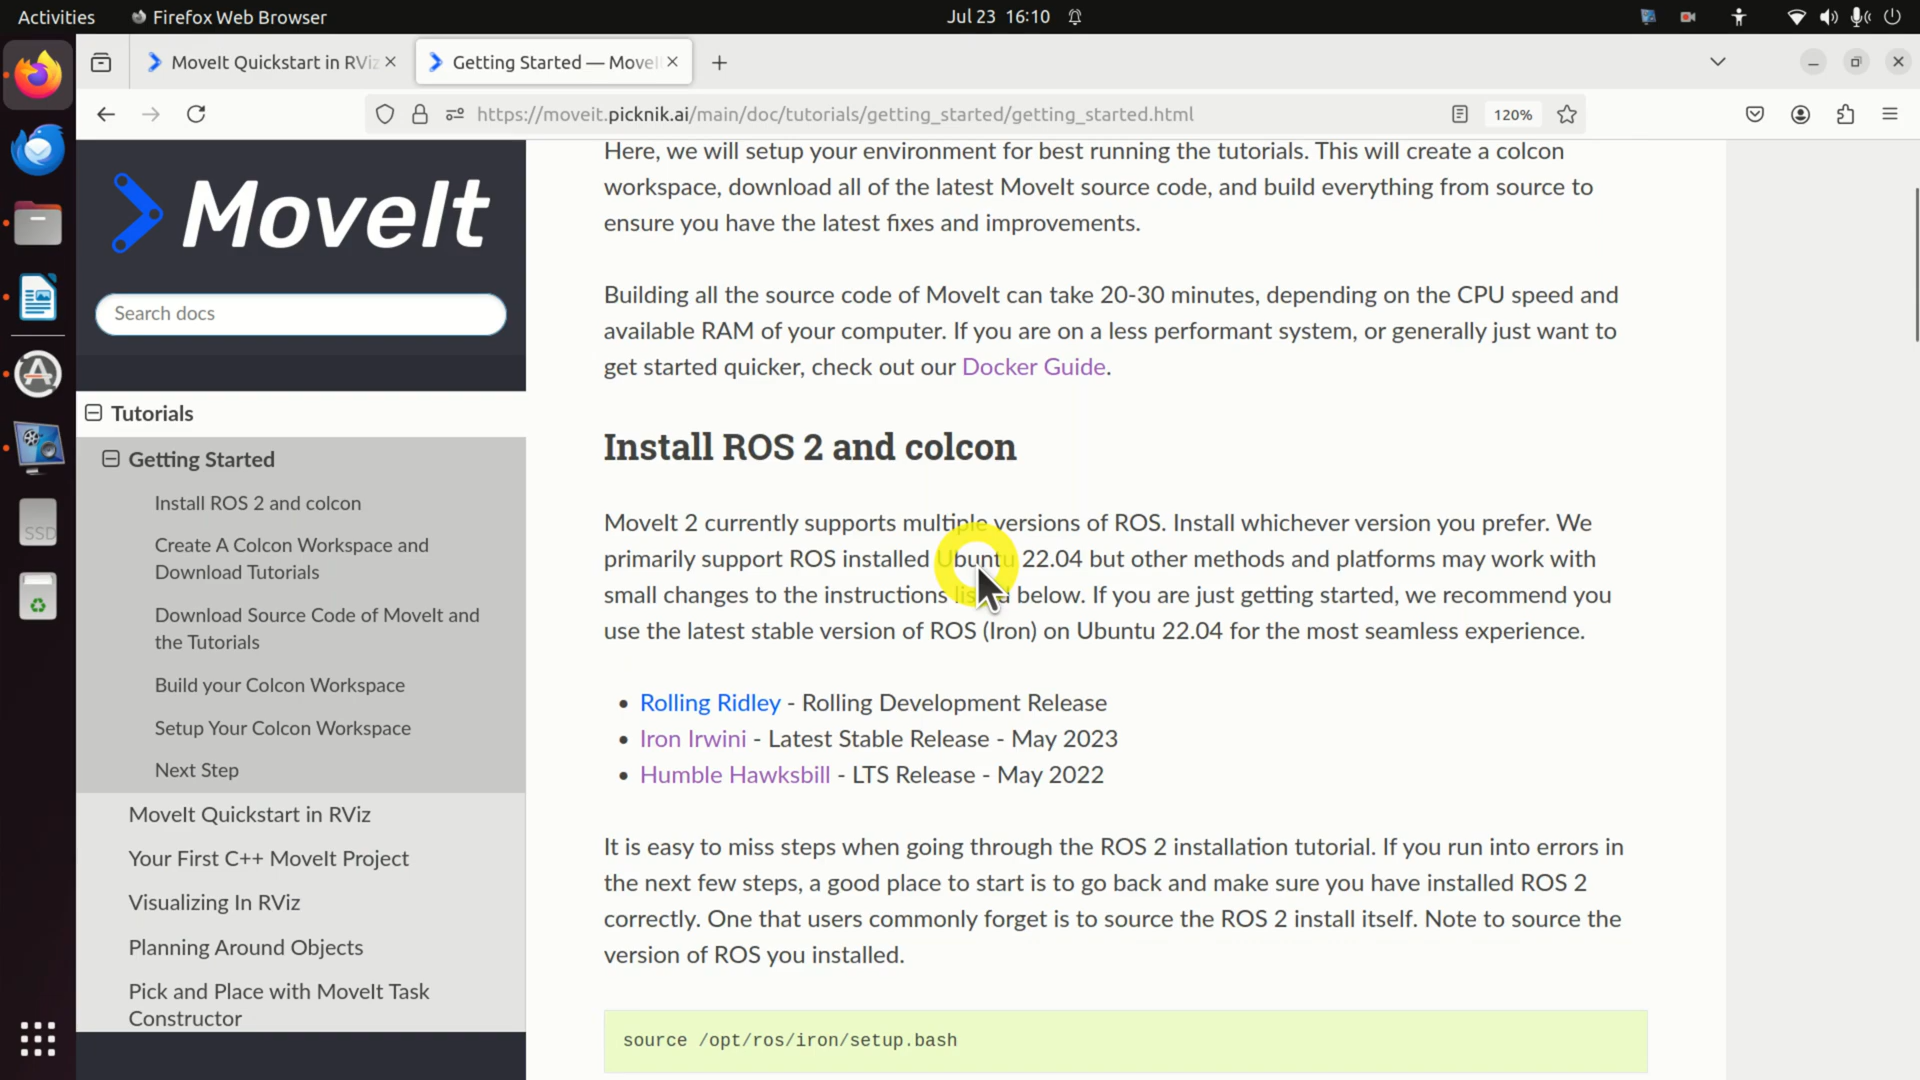 Activities
Firefox Web Browser
Jul 23 16:10
MoveIt Quickstart in RViz
Getting Started — MoveI
https://moveit.picknik.ai/main/doc/tutorials/getting_started/getting_started.html
120%
MoveIt
Search docs
Tutorials
Getting Started
Install ROS 2 and colcon
Create A Colcon Workspace and
Download Tutorials
Download Source Code of MoveIt and
the Tutorials
Build your Colcon Workspace
Setup Your Colcon Workspace
Next Step
MoveIt Quickstart in RViz
Your First C++ MoveIt Project
Visualizing In RViz
Planning Around Objects
Pick and Place with MoveIt Task
Constructor
SSD
Here, we will setup your environment for best running the tutorials. This will create a colcon
workspace, download all of the latest MoveIt source code, and build everything from source to
ensure you have the latest fixes and improvements.
Building all the source code of MoveIt can take 20-30 minutes, depending on the CPU speed and
available RAM of your computer. If you are on a less performant system, or generally just want to
get started quicker, check out our Docker Guide.
Install ROS 2 and colcon
MoveIt 2 currently supports multiple versions of ROS. Install whichever version you prefer. We
primarily support ROS installed Ubuntu 22.04 but other methods and platforms may work with
small changes to the instructions listed below. If you are just getting started, we recommend you
use the latest stable version of ROS (Iron) on Ubuntu 22.04 for the most seamless experience.
• Rolling Ridley - Rolling Development Release
• Iron Irwini - Latest Stable Release - May 2023
• Humble Hawksbill - LTS Release - May 2022
It is easy to miss steps when going through the ROS 2 installation tutorial. If you run into errors in
the next few steps, a good place to start is to go back and make sure you have installed ROS 2
correctly. One that users commonly forget is to source the ROS 2 install itself. Note to source the
version of ROS you installed.
source /opt/ros/iron/setup.bash